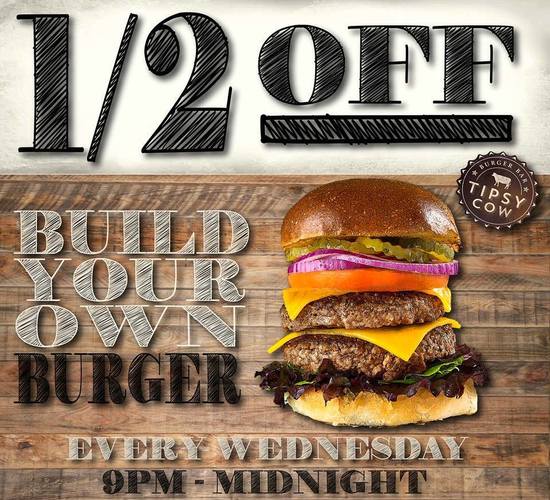 1/2 OFF
BURGER BAR
TIPSY
COW
BUILD
YOUR
OWN
BURGER
EVERY WEDNESDAY
9PM - MIDNIGHT